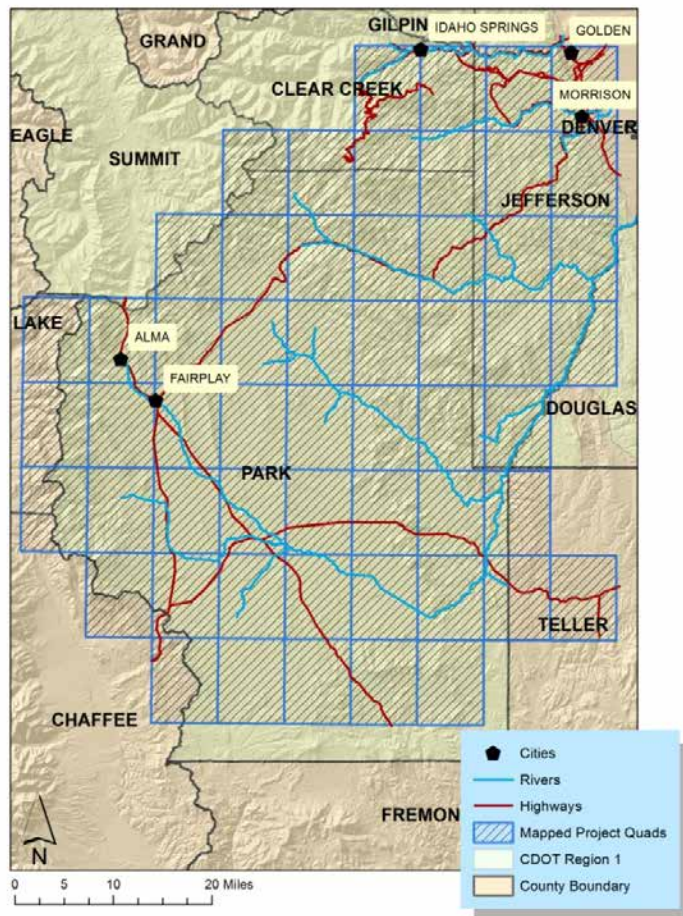 GILPIN
IDAHO SPRINGS
GOLDEN
GRAND
CLEAR CREEK
MORRISON
DENVER
EAGLE
SUMMIT
JEFFERSON
LAKE
ALMA
FAIRPLAY
DOUGLAS
PARK
TELLER
CHAFFEE
FREMON
Cities
Rivers
Highways
Mapped Project Quads
CDOT Region 1
County Boundary
N
0 5 10 20 Miles